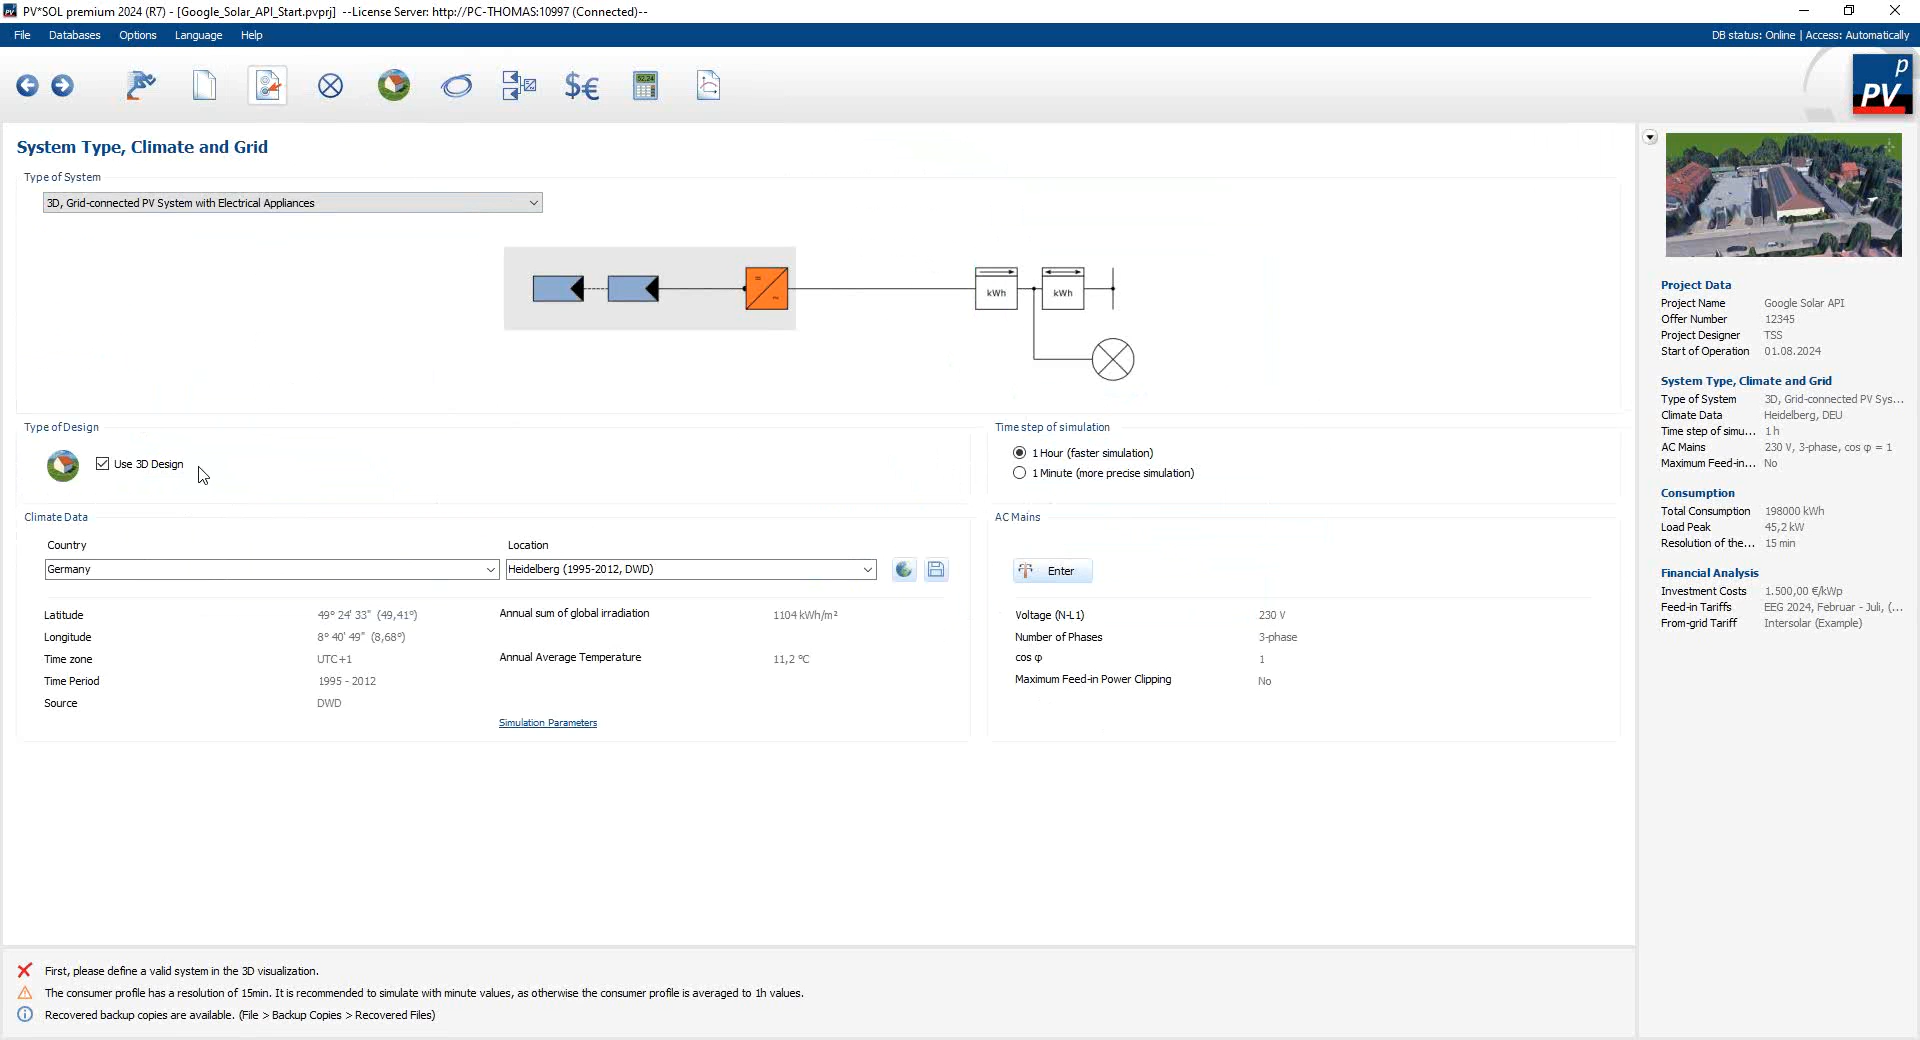 PV*SOL premium 2024 (R7) - [Google_Solar_API_Start.pvprj]  --License Server: http://PC-THOMAS:10997 (Connected)--
File Databases Options Language Help DB status: Online | Access: Automatically
52,24
$€
p
PV
System Type, Climate and Grid
Type of System
3D, Grid-connected PV System with Electrical Appliances
kWh kWh
Type of Design
Use 3D Design
Time step of simulation
1 Hour (faster simulation)
1 Minute (more precise simulation)
Climate Data
Country Location
Germany Heidelberg (1995-2012, DWD)
Latitude 49° 24' 33" (49,41°) Annual sum of global irradiation 1104 kWh/m²
Longitude 8° 40' 49" (8,68°)
Time zone UTC+1 Annual Average Temperature 11,2 °C
Time Period 1995 - 2012
Source DWD
Simulation Parameters
AC Mains
Enter
Voltage (N-L1) 230 V
Number of Phases 3-phase
cos φ 1
Maximum Feed-in Power Clipping No
Project Data
Project Name Google Solar API
Offer Number 12345
Project Designer TSS
Start of Operation 01.08.2024
System Type, Climate and Grid
Type of System 3D, Grid-connected PV Sys...
Climate Data Heidelberg, DEU
Time step of simu... 1 h
AC Mains 230 V, 3-phase, cos φ = 1
Maximum Feed-in... No
Consumption
Total Consumption 198000 kWh
Load Peak 45,2 kW
Resolution of the... 15 min
Financial Analysis
Investment Costs 1.500,00 €/kWp
Feed-in Tariffs EEG 2024, Februar - Juli, (...
From-grid Tariff Intersolar (Example)
First, please define a valid system in the 3D visualization.
The consumer profile has a resolution of 15min. It is recommended to simulate with minute values, as otherwise the consumer profile is averaged to 1h values.
Recovered backup copies are available. (File > Backup Copies > Recovered Files)